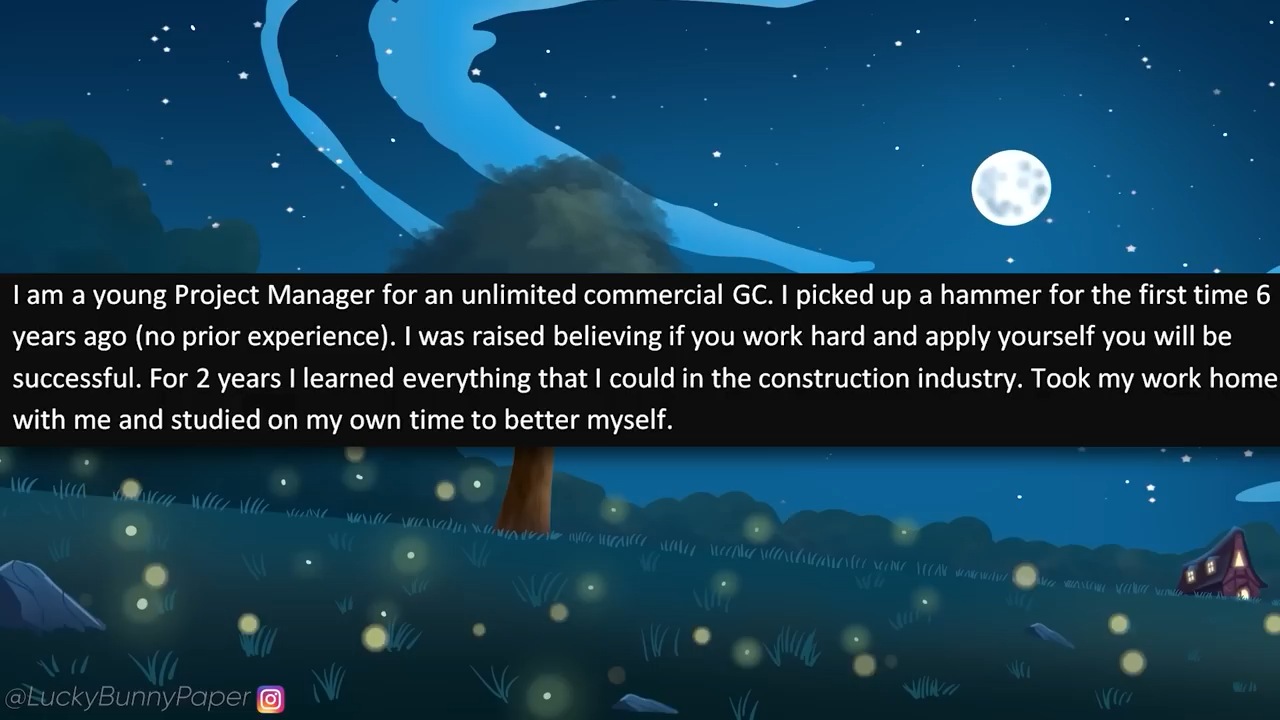 I am a young Project Manager for an unlimited commercial GC. I picked up a hammer for the first time 6
years ago (no prior experience). I was raised believing if you work hard and apply yourself you will be
successful. For 2 years I learned everything that I could in the construction industry. Took my work home
with me and studied on my own time to better myself.
@LuckyBunnyPaper